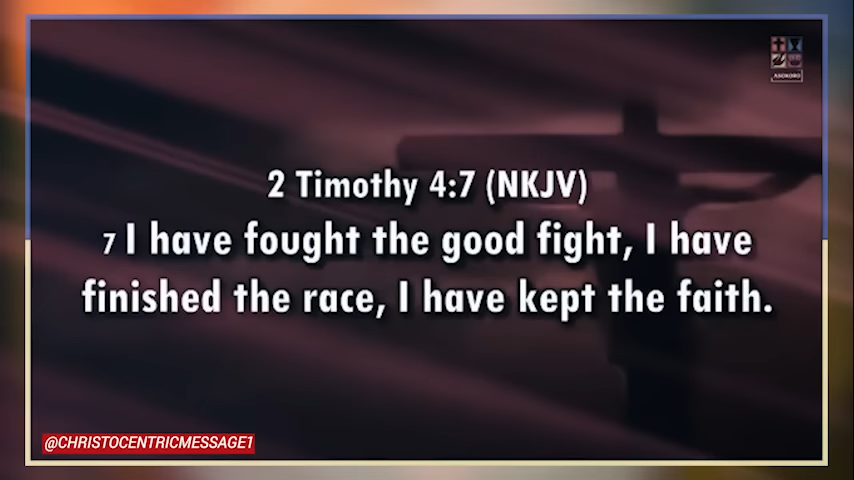 ASOKORO
2 Timothy 4:7 (NKJV)
7 I have fought the good fight, I have
finished the race, I have kept the faith.
@CHRISTOCENTRICMESSAGE1